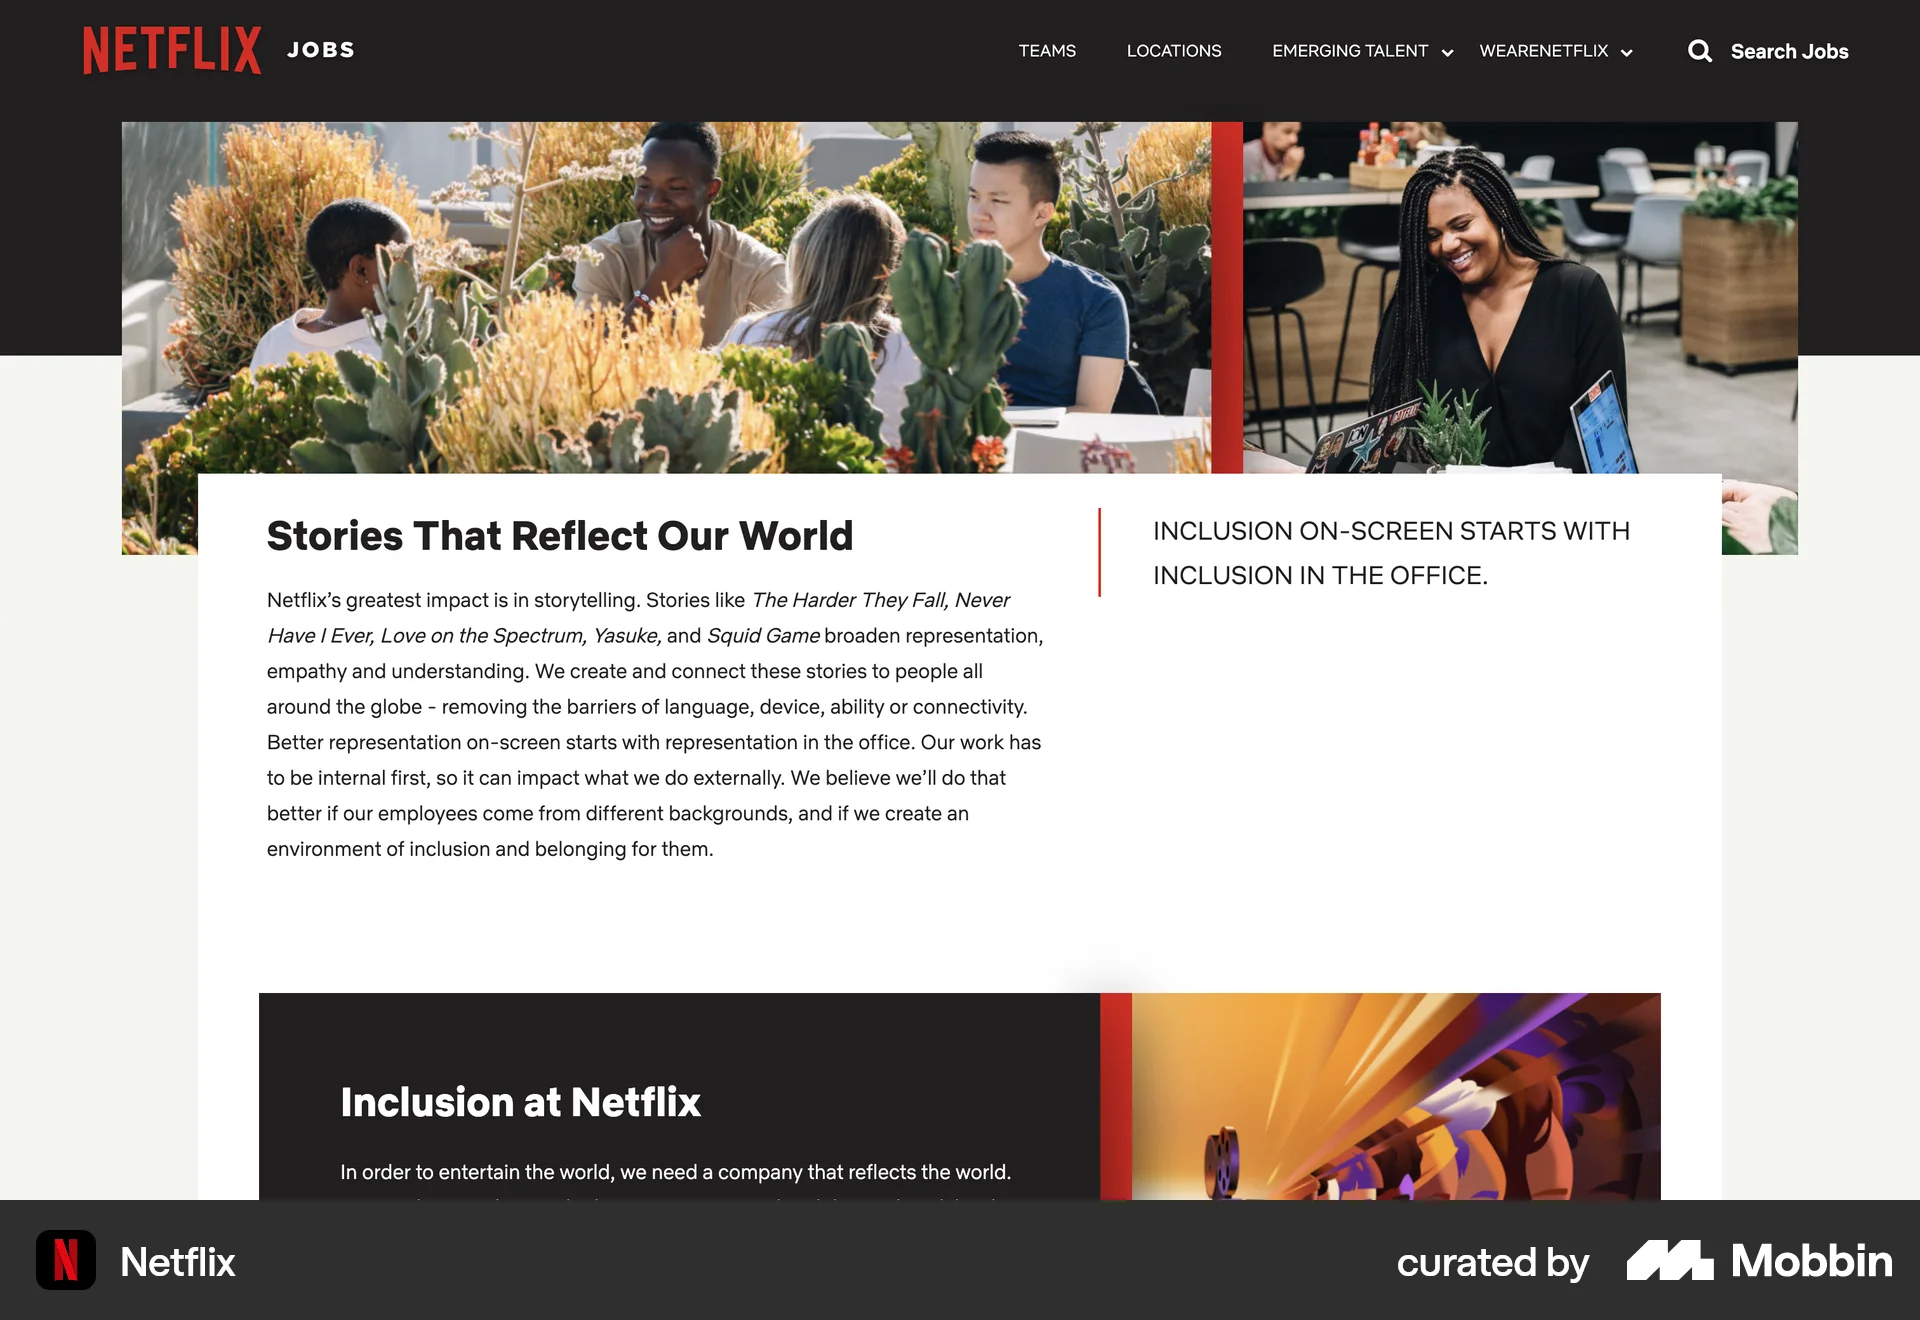 NETFLIX JOBS
TEAMS LOCATIONS EMERGING TALENT WEARENETFLIX Search Jobs
Stories That Reflect Our World
Netflix’s greatest impact is in storytelling. Stories like The Harder They Fall, Never
Have I Ever, Love on the Spectrum, Yasuke, and Squid Game broaden representation,
empathy and understanding. We create and connect these stories to people all
around the globe - removing the barriers of language, device, ability or connectivity.
Better representation on-screen starts with representation in the office. Our work has
to be internal first, so it can impact what we do externally. We believe we’ll do that
better if our employees come from different backgrounds, and if we create an
environment of inclusion and belonging for them.
INCLUSION ON-SCREEN STARTS WITH
INCLUSION IN THE OFFICE.
Inclusion at Netflix
In order to entertain the world, we need a company that reflects the world.
N Netflix
curated by Mobbin